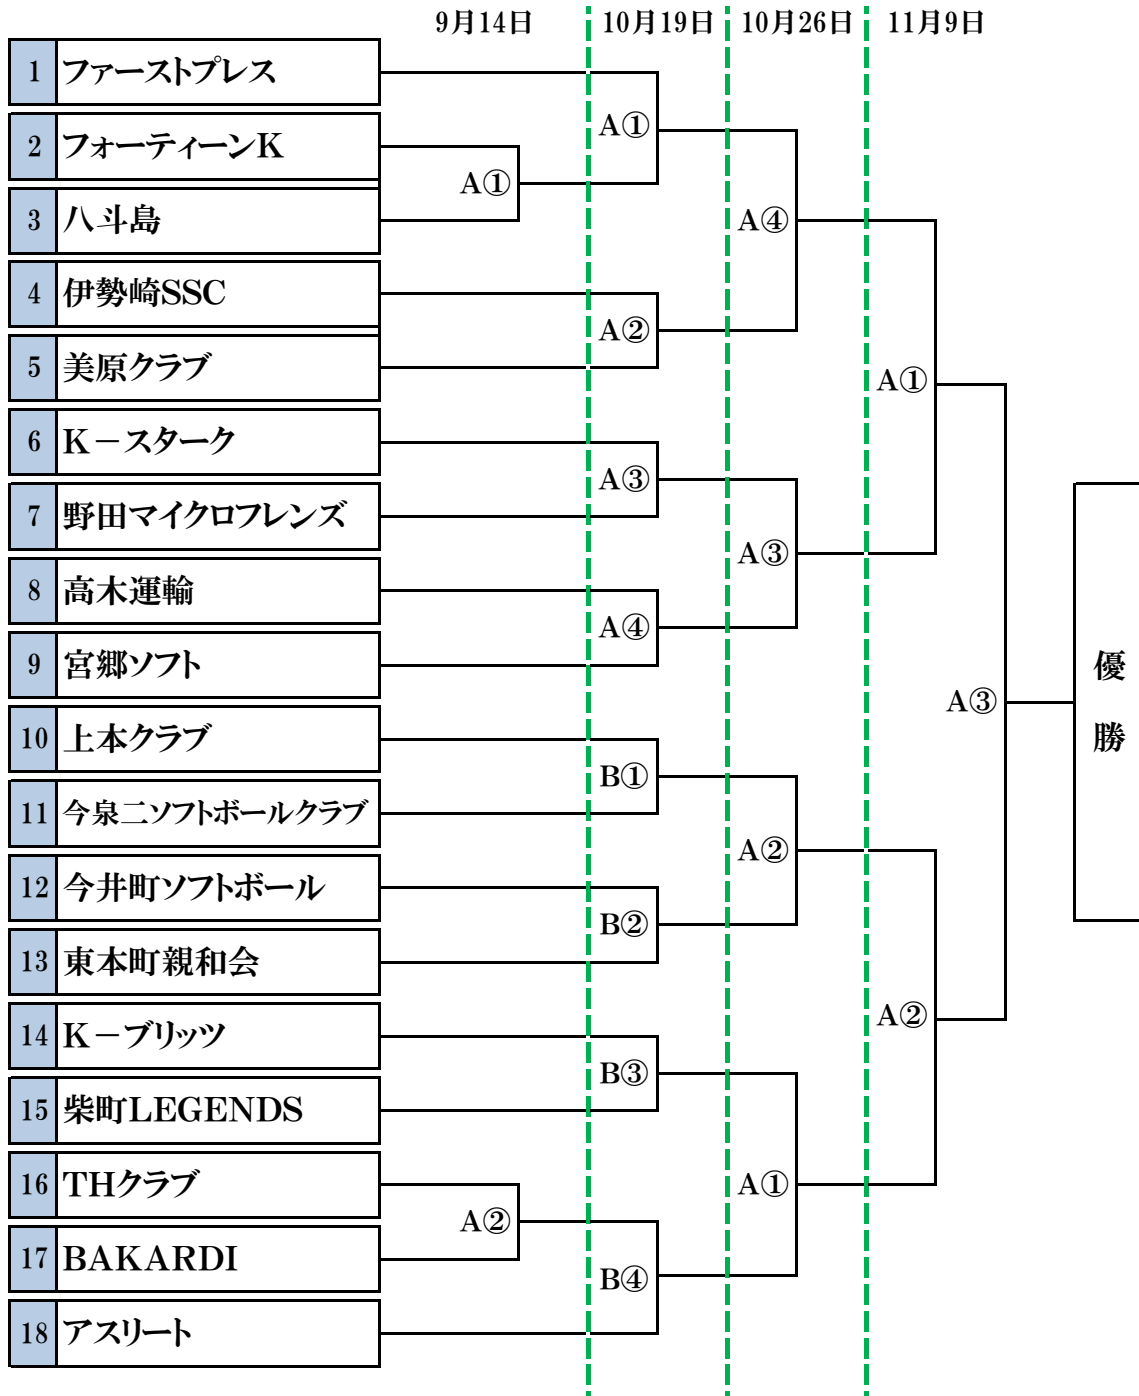 9月14日 10月19日 10月26日 11月9日
1 ファーストプレス
2 フォーティーンK
3 八斗島
4 伊勢崎SSC
5 美原クラブ
6 K－スターク
7 野田マイクロフレンズ
8 高木運輸
9 宮郷ソフト
10 上本クラブ
11 今泉二ソフトボールクラブ
12 今井町ソフトボール
13 東本町親和会
14 K－ブリッツ
15 柴町LEGENDS
16 THクラブ
17 BAKARDI
18 アスリート
A①
A②
A①
A②
A③
A④
B①
B②
B③
B④
A④
A③
A②
A①
A①
A②
A③
優
勝